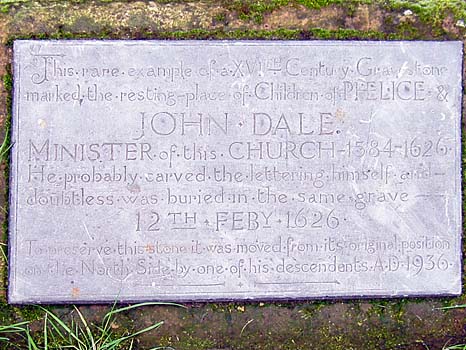 This·rare·example·of·a·XVIth·Century·Gravestone
marked·the·resting-place·of·Children·of·PHELICE·&
JOHN·DALE·
MINISTER·of·this·CHURCH·1584-1626·
He·probably·carved·the·lettering·himself·and—
doubtless·was·buried·in·the·same·grave—
12TH·FEBY·1626·
To·preserve·this·stone·it·was·moved·from·its·original·position
on·the·North·Side·by·one·of·his·descendants·A·D·1936·